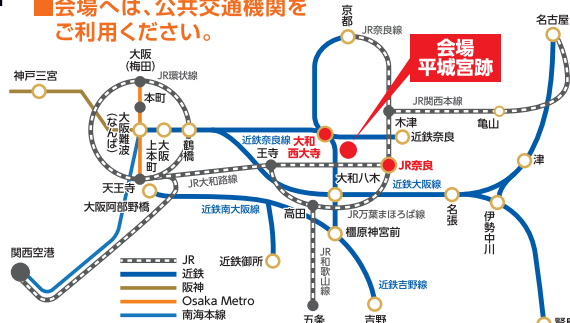 ■会場へは、公共交通機関を
ご利用ください。
京都
JR奈良線
名古屋
会場
平城宮跡
大阪
(梅田)
JR環状線
神戸三宮
本町
JR関西本線
木津
亀山
大阪難波
(なんば)
大阪
上本町
鶴橋
近鉄奈良線
大和
西大寺
近鉄奈良
王寺
JR奈良
津
天王寺
JR大和路線
大和八木
近鉄大阪線
大阪阿部野橋
近鉄南大阪線
高田
JR万葉まほろば線
名張
伊勢中川
橿原神宮前
関西空港
JR
近鉄
阪神
Osaka Metro
南海本線
近鉄御所
JR和歌山線
近鉄吉野線
五条
吉野